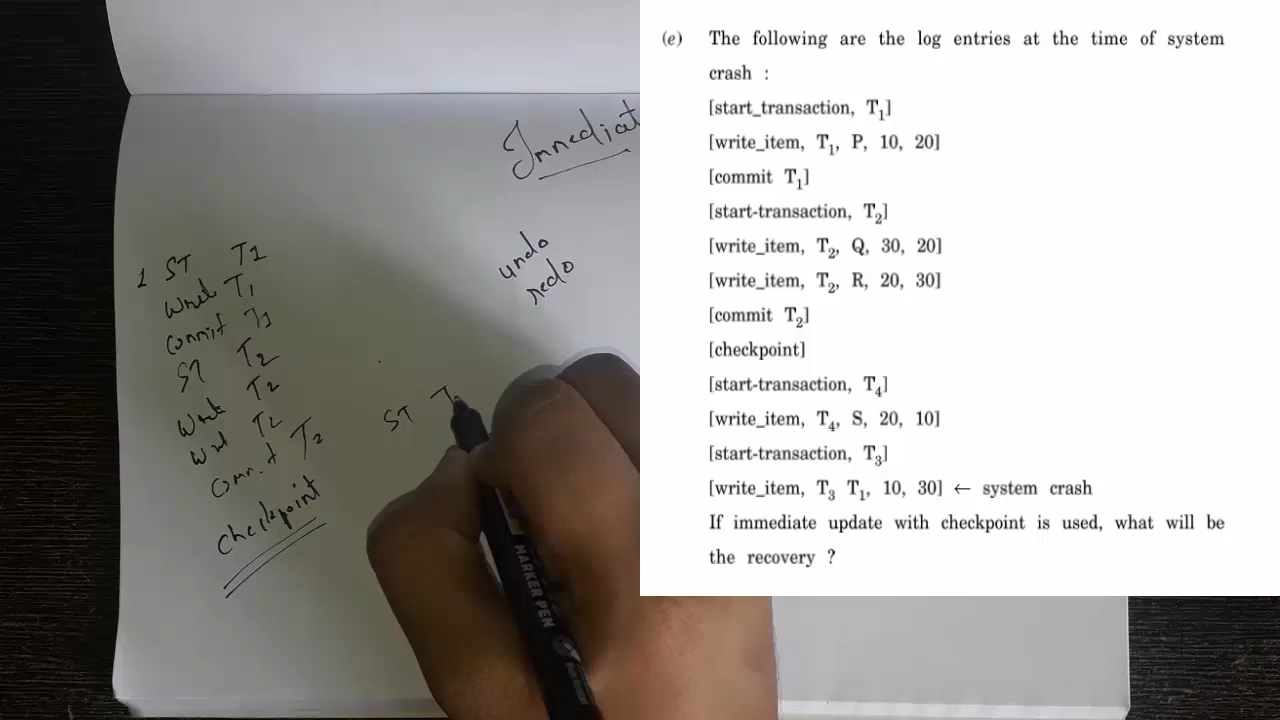 Immediat
undo
redo
1 ST T1
Write T1
Commit T1
ST T2
Write T2
Wrt T2
Comm.t T2
checkpoint
ST T
MARKER PEN
(e) The following are the log entries at the time of system
crash :
[start_transaction, T1]
[write_item, T1, P, 10, 20]
[commit T1]
[start-transaction, T2]
[write_item, T2, Q, 30, 20]
[write_item, T2, R, 20, 30]
[commit T2]
[checkpoint]
[start-transaction, T4]
[write_item, T4, S, 20, 10]
[start-transaction, T3]
[write_item, T3 T1, 10, 30] ← system crash
If immediate update with checkpoint is used, what will be
the recovery ?